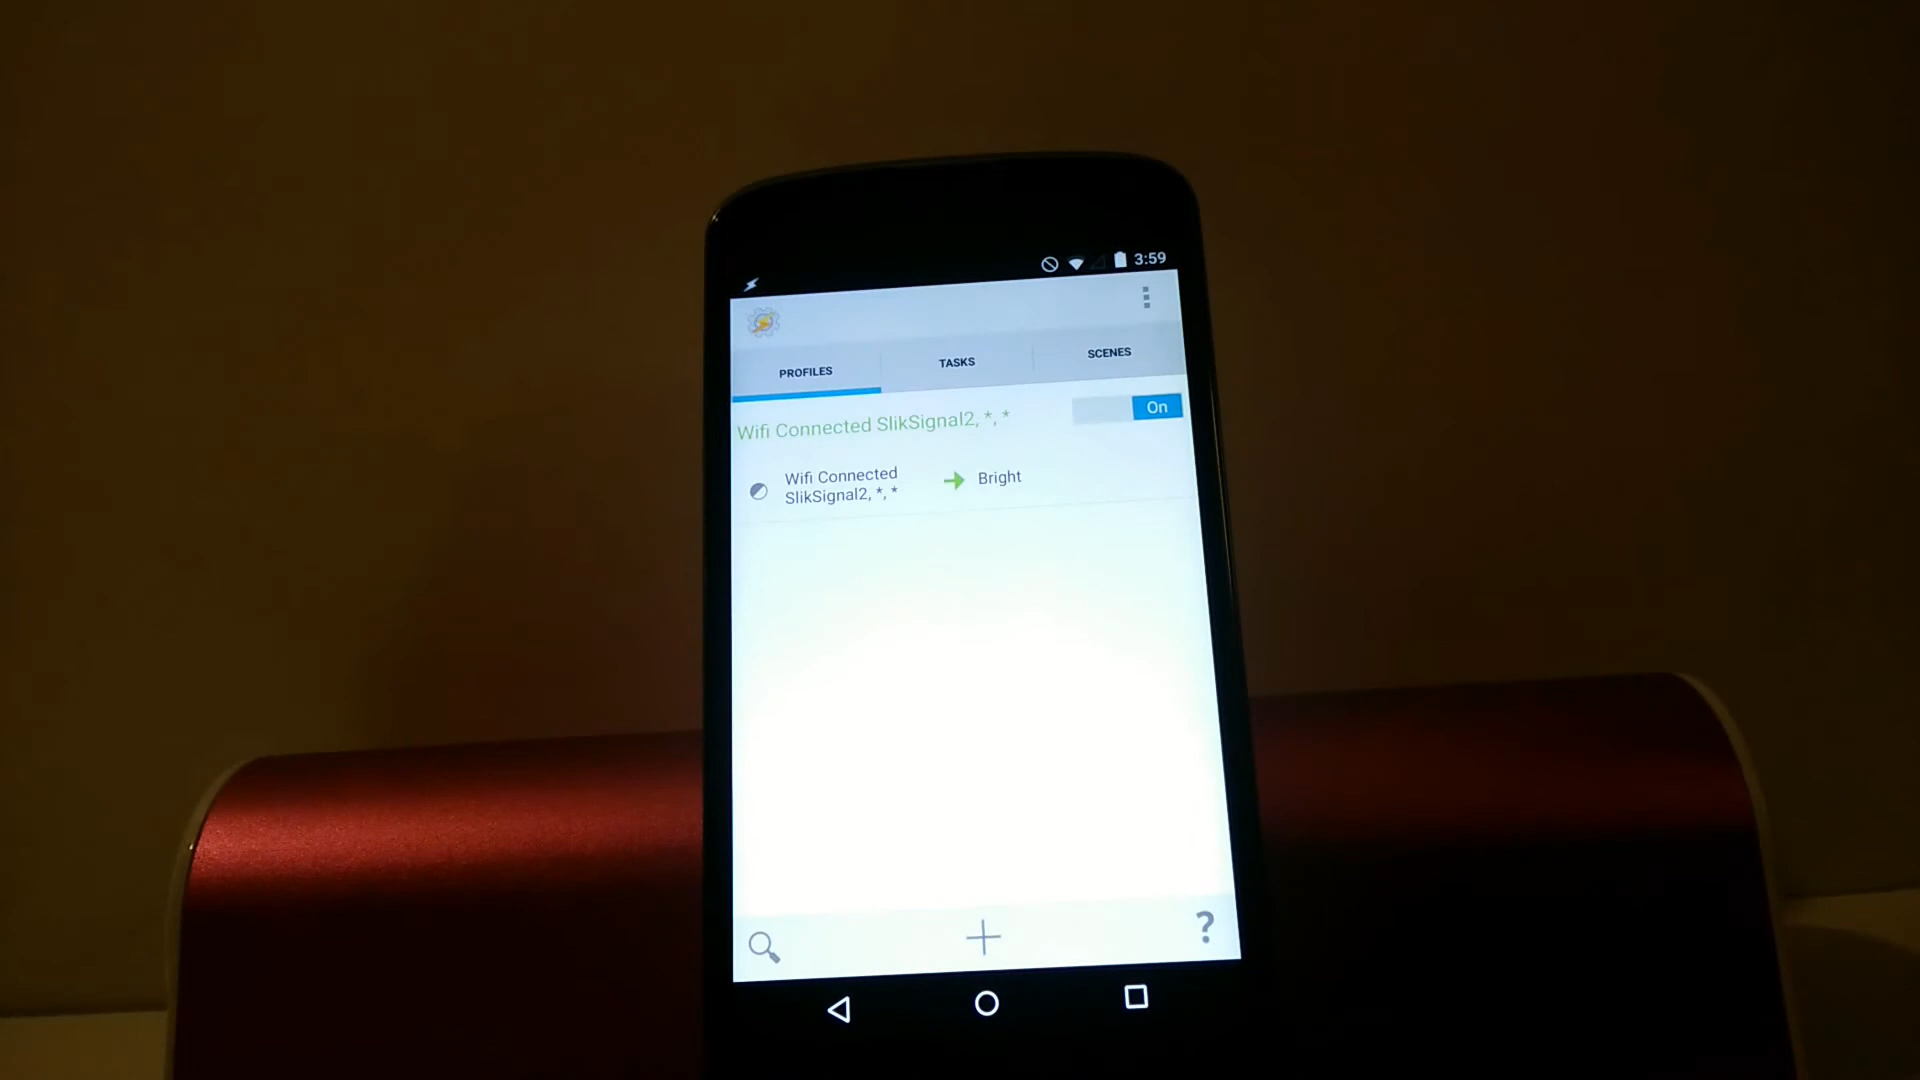 3:59
PROFILES TASKS SCENES
Wifi Connected SlikSignal2, *, *
On
Wifi Connected
SlikSignal2, *, *
Bright
?